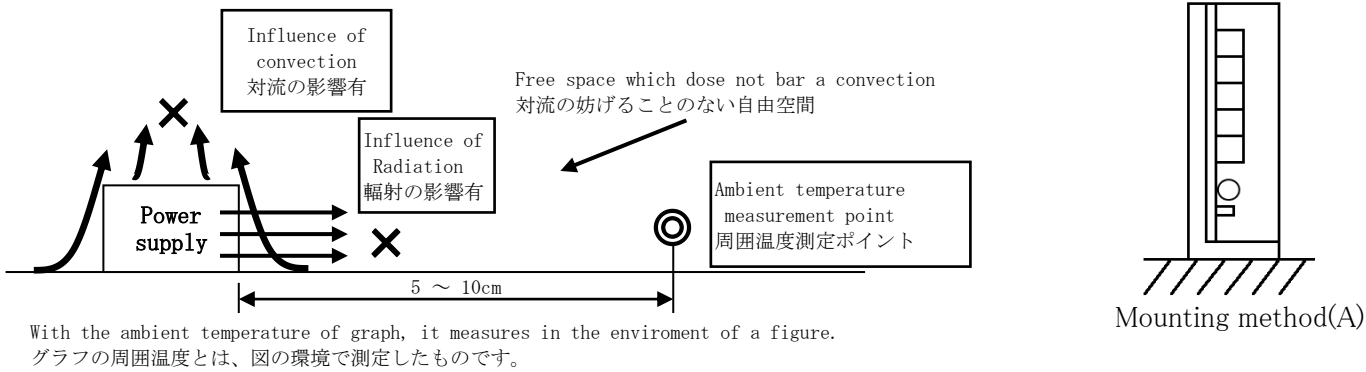 Influence of
convection
対流の影響有
Free space which dose not bar a convection
対流の妨げることのない自由空間
Influence of
Radiation
輻射の影響有
Power
supply
Ambient temperature
measurement point
周囲温度測定ポイント
5 ～ 10cm
With the ambient temperature of graph, it measures in the enviroment of a figure.
グラフの周囲温度とは、図の環境で測定したものです。
Mounting method(A)